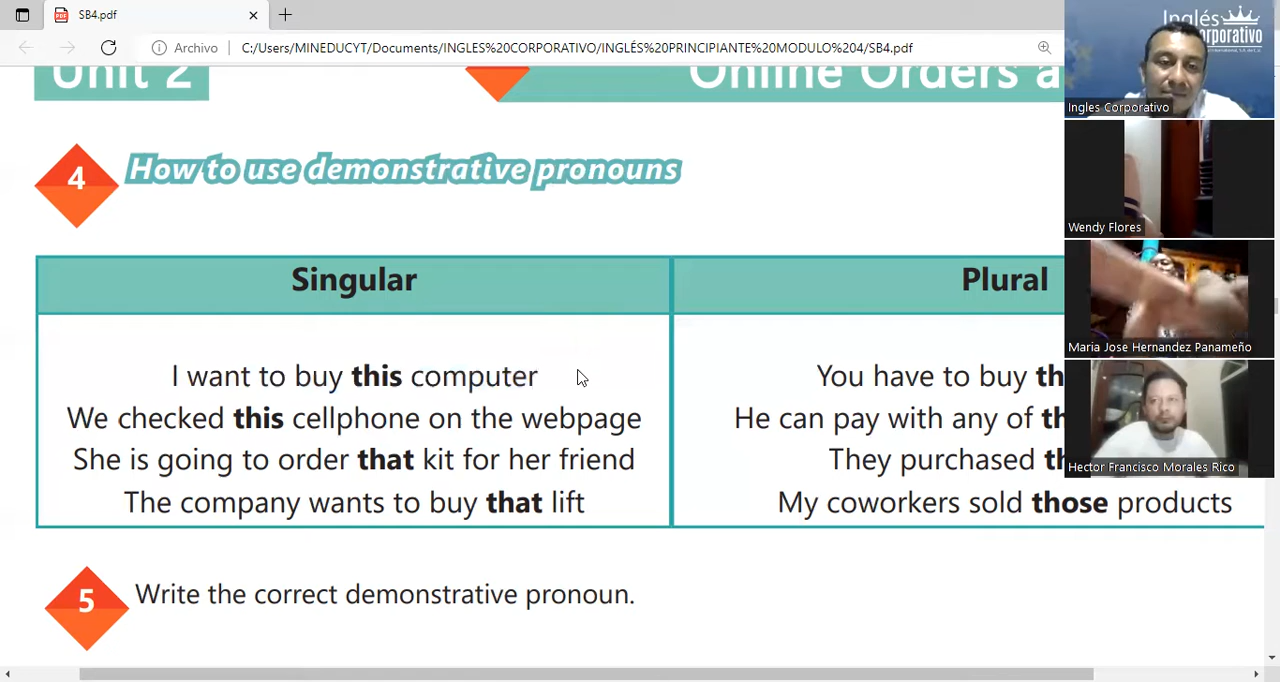 SB4.pdf
Archivo
C:/Users/MINEDUCYT/Documents/INGLES%20CORPORATIVO/INGLÉS%20PRINCIPIANTE%20MODULO%204/SB4.pdf
Unit 2
Online Orders a
4
How to use demonstrative pronouns
Singular
Plural
I want to buy this computer
We checked this cellphone on the webpage
She is going to order that kit for her friend
The company wants to buy that lift
You have to buy th
He can pay with any of th
They purchased th
My coworkers sold those products
5
Write the correct demonstrative pronoun.
Inglés
Corporativo
Ingles Corporativo
Wendy Flores
Maria Jose Hernandez Panameño
Hector Francisco Morales Rico